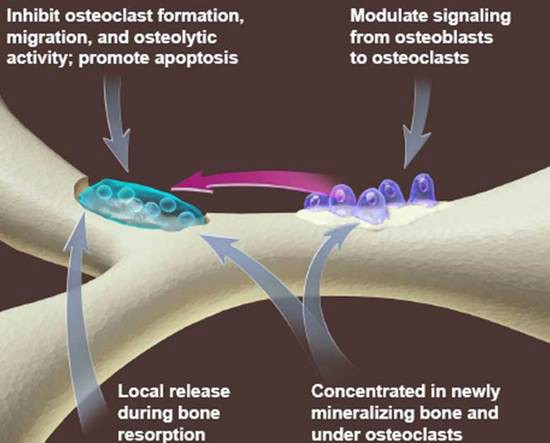 Inhibit osteoclast formation,
migration, and osteolytic
activity; promote apoptosis
Modulate signaling
from osteoblasts
to osteoclasts
Local release
during bone
resorption
Concentrated in newly
mineralizing bone and
under osteoclasts